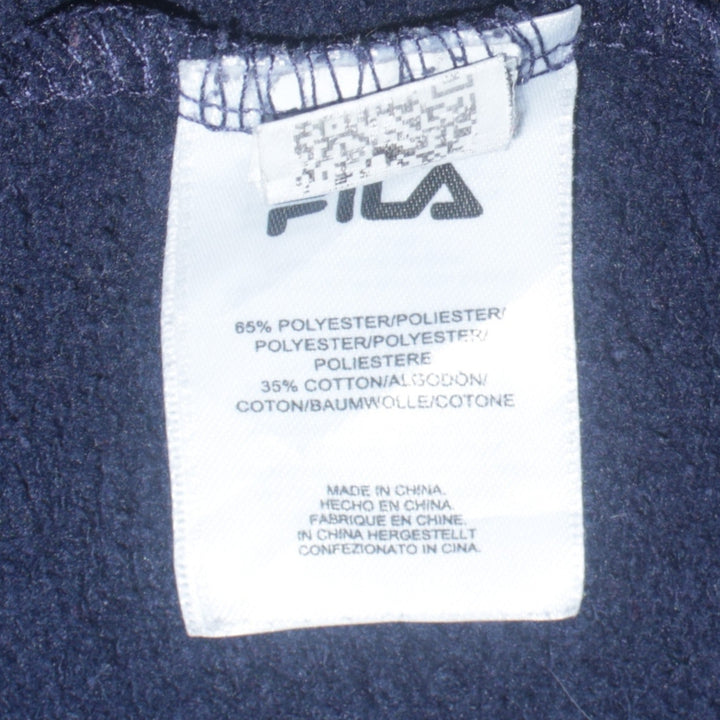 FILA
65% POLYESTER/POLIESTER/
POLYESTER/POLYESTER/
POLIESTERE
35% COTTON/ALGODÓN/
COTON/BAUMWOLLE/COTONE
MADE IN CHINA.
HECHO EN CHINA.
FABRIQUE EN CHINE.
IN CHINA HERGESTELLT
CONFEZIONATO IN CINA.